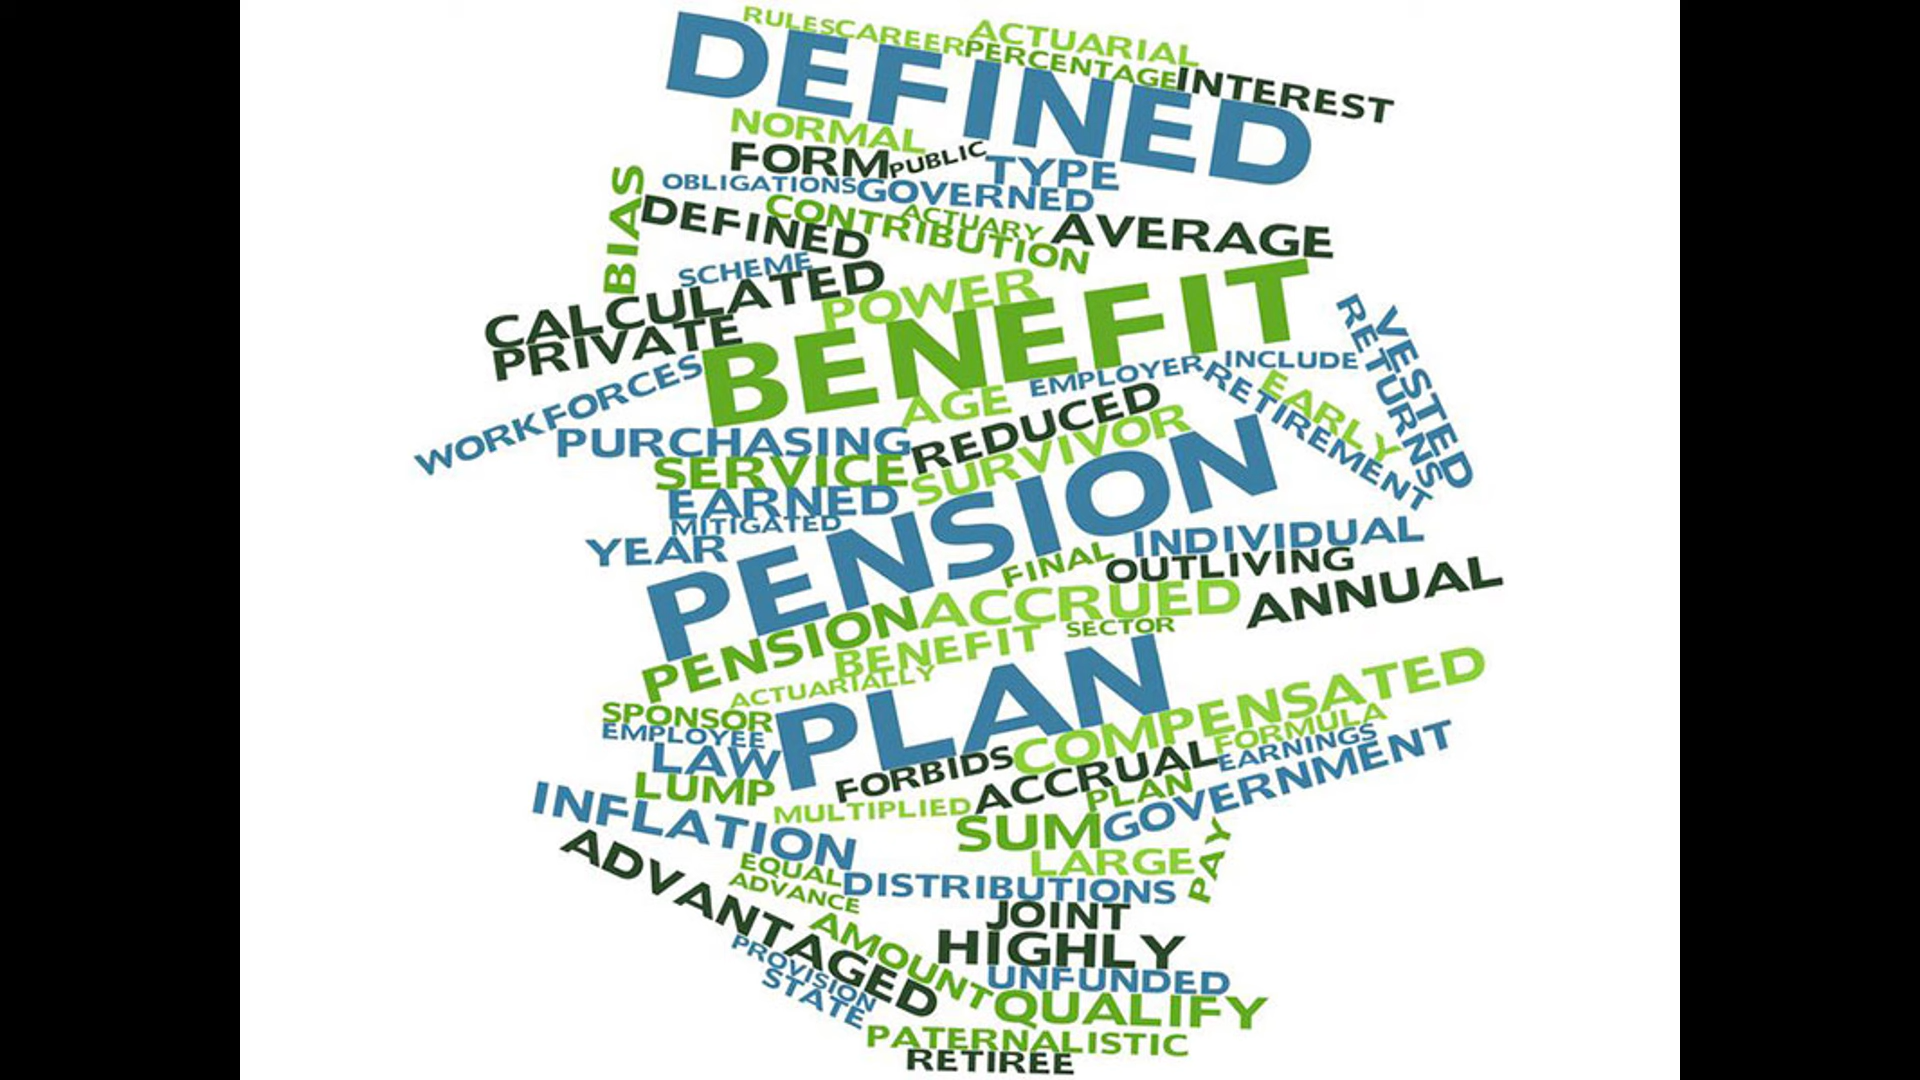 RULES
CAREER
ACTUARIAL
PERCENTAGE
INTEREST
DEFINED
NORMAL
FORM
PUBLIC
TYPE
OBLIGATIONS
GOVERNED
BIAS
DEFINED
CONTRIBUTION
ACTUARY
AVERAGE
SCHEME
CALCULATED
POWER
PRIVATE
BENEFIT
VESTED
RETURNS
WORKFORCES
EMPLOYER
INCLUDE
RETIREMENT
EARLY
AGE
REDUCED
PURCHASING
SERVICE
SURVIVOR
EARNED
MITIGATED
YEAR
PENSION
FINAL
INDIVIDUAL
OUTLIVING
ANNUAL
ACCRUED
PENSION
SECTOR
BENEFIT
ACTUARIALLY
PLAN
SPONSOR
EMPLOYEE
LAW
COMPENSATED
FORMULA
EARNINGS
FORBIDS
ACCRUAL
LUMP
MULTIPLIED
PLAN
GOVERNMENT
INFLATION
SUM
LARGE
PAY
ADVANTAGED
EQUAL
ADVANCE
DISTRIBUTIONS
JOINT
AMOUNT
HIGHLY
PROVISION
STATE
UNFUNDED
QUALIFY
PATERNALISTIC
RETIREE